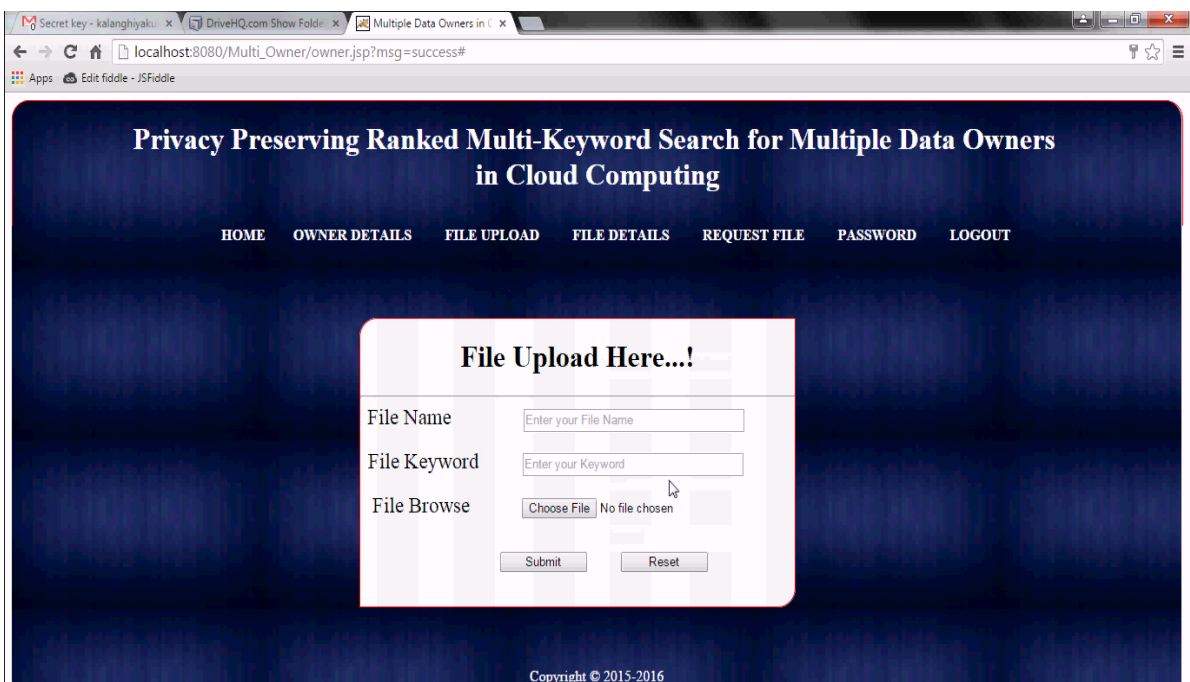 Secret key - kalanghiyaku
DriveHQ.com Show Folde
Multiple Data Owners in C
localhost:8080/Multi_Owner/owner.jsp?msg=success#
Apps
Edit fiddle - JSFiddle
Privacy Preserving Ranked Multi-Keyword Search for Multiple Data Owners
in Cloud Computing
HOME OWNER DETAILS FILE UPLOAD FILE DETAILS REQUEST FILE PASSWORD LOGOUT
File Upload Here...!
File Name Enter your File Name
File Keyword Enter your Keyword
File Browse Choose File No file chosen
Submit Reset
Copyright © 2015-2016